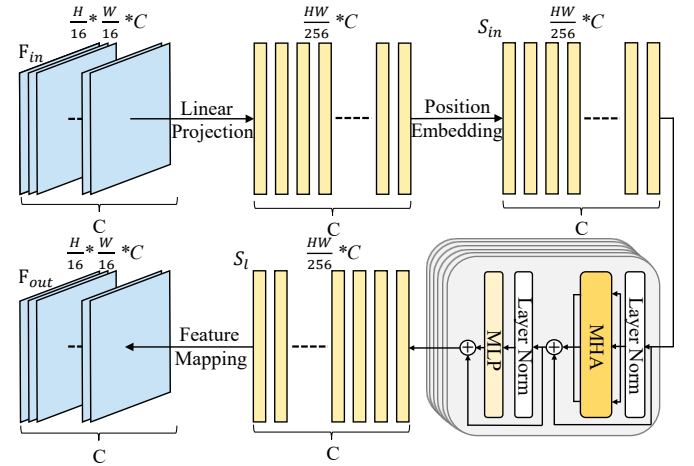 H/16 * W/16 *C
F_in
C
Linear
Projection
HW/256 *C
C
Position
Embedding
S_in
HW/256 *C
C
H/16 * W/16 *C
F_out
C
Feature
Mapping
S_l
HW/256 *C
C
MLP
Layer Norm
MHA
Layer Norm